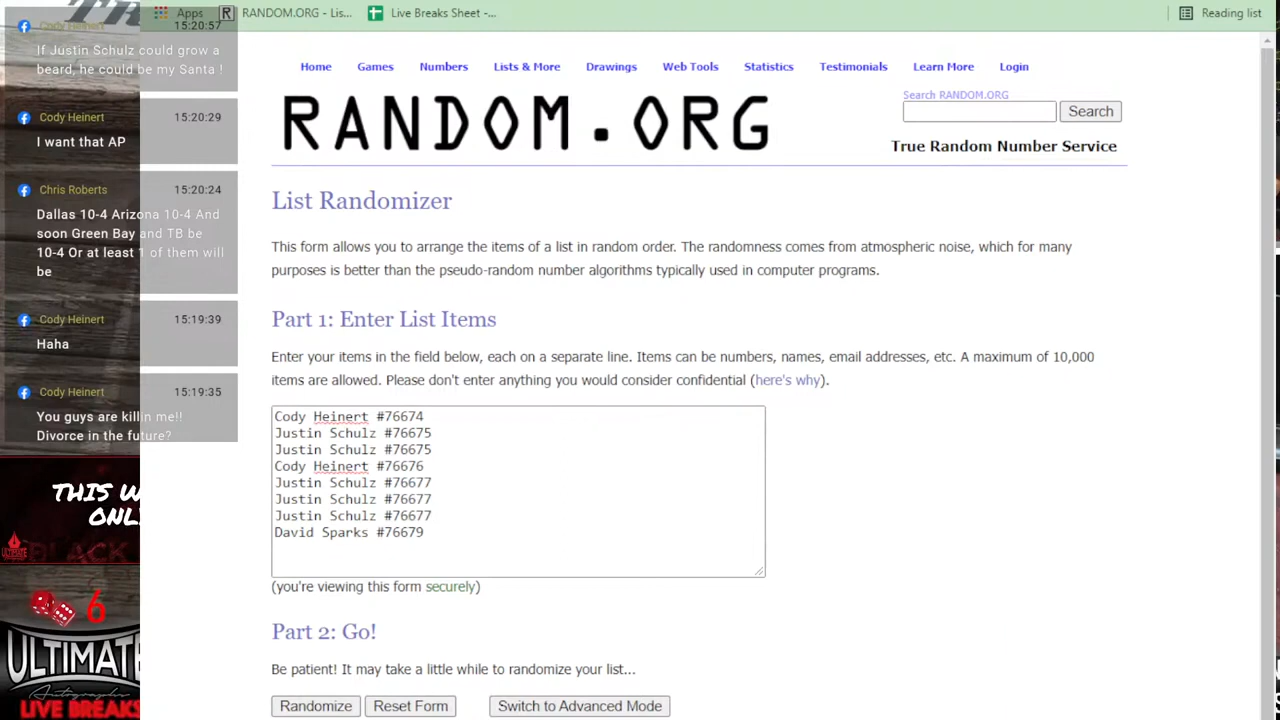 Apps
RANDOM.ORG - Lis...
Live Breaks Sheet -...
Reading list
Cody Heinert
15:20:57
If Justin Schulz could grow a
beard, he could be my Santa !
Cody Heinert
15:20:29
I want that AP
Chris Roberts
15:20:24
Dallas 10-4 Arizona 10-4 And
soon Green Bay and TB be
10-4 Or at least 1 of them will
be
Cody Heinert
15:19:39
Haha
Cody Heinert
15:19:35
You guys are killin me!!
Divorce in the future?
THIS W
ONL
BLACK
6
ULTIMATE
Autographs
LIVE BREAKS
Home
Games
Numbers
Lists & More
Drawings
Web Tools
Statistics
Testimonials
Learn More
Login
RANDOM.ORG
Search RANDOM.ORG
Search
True Random Number Service
List Randomizer
This form allows you to arrange the items of a list in random order. The randomness comes from atmospheric noise, which for many
purposes is better than the pseudo-random number algorithms typically used in computer programs.
Part 1: Enter List Items
Enter your items in the field below, each on a separate line. Items can be numbers, names, email addresses, etc. A maximum of 10,000
items are allowed. Please don't enter anything you would consider confidential (here's why).
Cody Heinert #76674
Justin Schulz #76675
Justin Schulz #76675
Cody Heinert #76676
Justin Schulz #76677
Justin Schulz #76677
Justin Schulz #76677
David Sparks #76679
(you're viewing this form securely)
Part 2: Go!
Be patient! It may take a little while to randomize your list...
Randomize
Reset Form
Switch to Advanced Mode